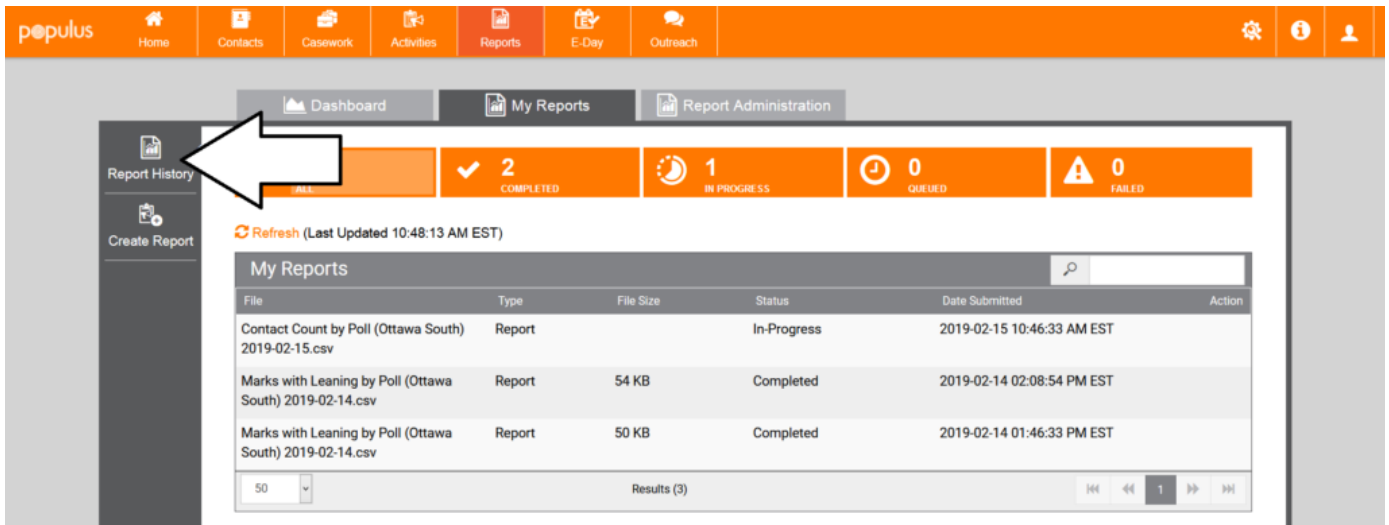 populus
Home
Contacts
Casework
Activities
Reports
E-Day
Outreach
Dashboard
My Reports
Report Administration
Report History
Create Report
ALL
2
COMPLETED
1
IN PROGRESS
0
QUEUED
0
FAILED
Refresh (Last Updated 10:48:13 AM EST)
My Reports
File Type File Size Status Date Submitted Action
Contact Count by Poll (Ottawa South) Report In-Progress 2019-02-15 10:46:33 AM EST
2019-02-15.csv
Marks with Leaning by Poll (Ottawa Report 54 KB Completed 2019-02-14 02:08:54 PM EST
South) 2019-02-14.csv
Marks with Leaning by Poll (Ottawa Report 50 KB Completed 2019-02-14 01:46:33 PM EST
South) 2019-02-14.csv
50 Results (3) 1